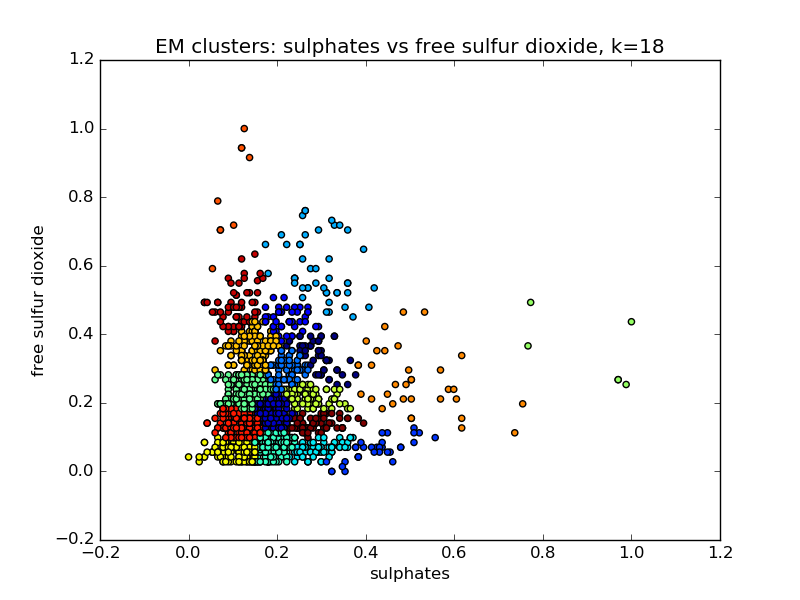 EM clusters: sulphates vs free sulfur dioxide, k=18
1.2
1.0
0.8
0.6
0.4
0.2
0.0
−0.2
free sulfur dioxide
−0.2 0.0 0.2 0.4 0.6 0.8 1.0 1.2
sulphates